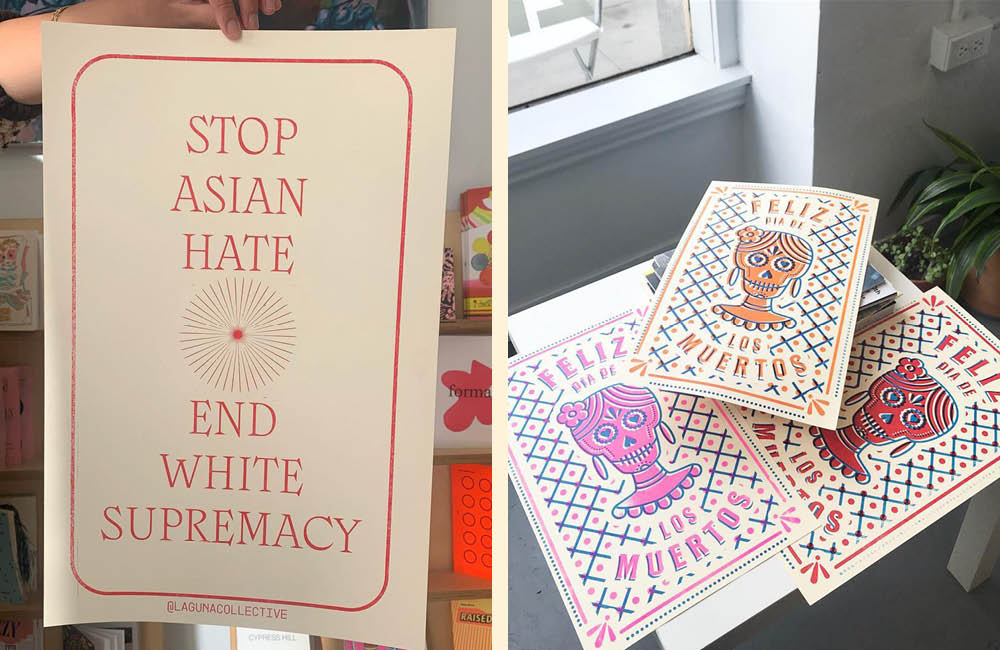 STOP
ASIAN
HATE
END
WHITE
SUPREMACY
@LAGUNACOLLECTIVE
forma
RAISED
CYPRESS HILL
FELIZ
DIA DE
LOS
MUERTOS
FELIZ
DIA DE
LOS
MUERTOS
FELIZ
DIA DE
LOS